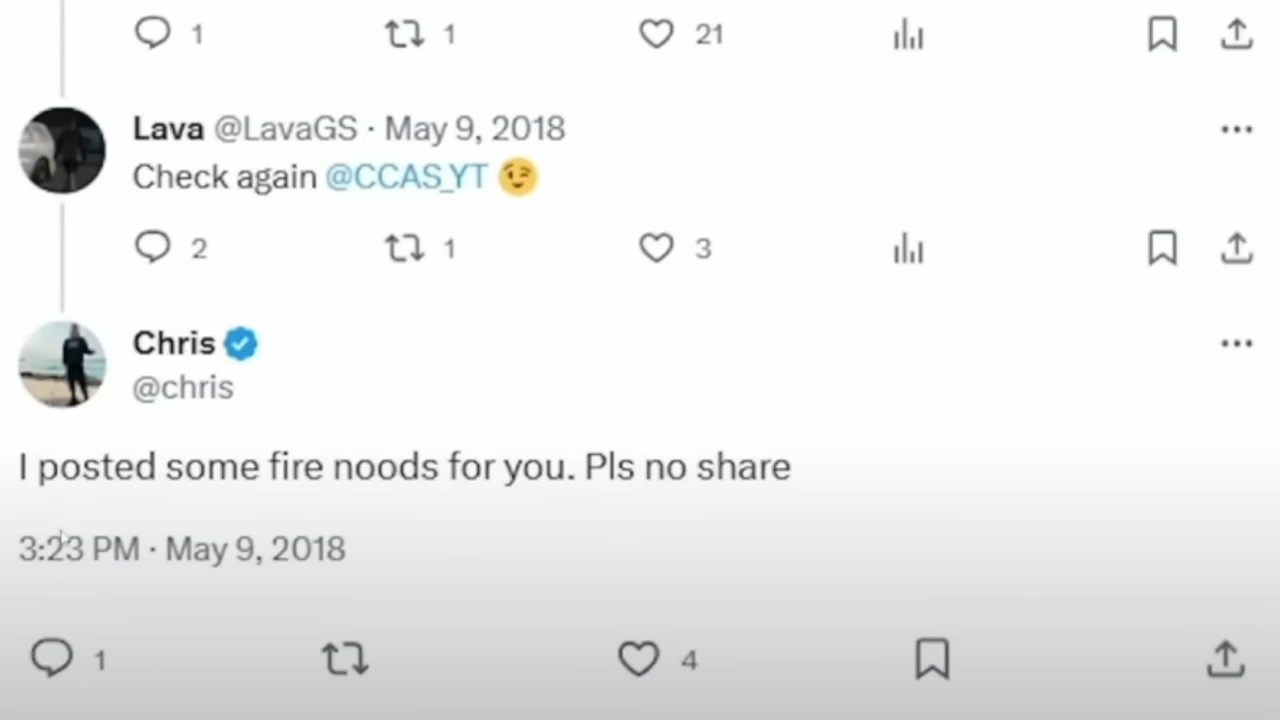 1 1 21
Lava @LavaGS · May 9, 2018
Check again @CCAS_YT 😉
2 1 3
Chris
@chris
I posted some fire noods for you. Pls no share
3:23 PM · May 9, 2018
1 4